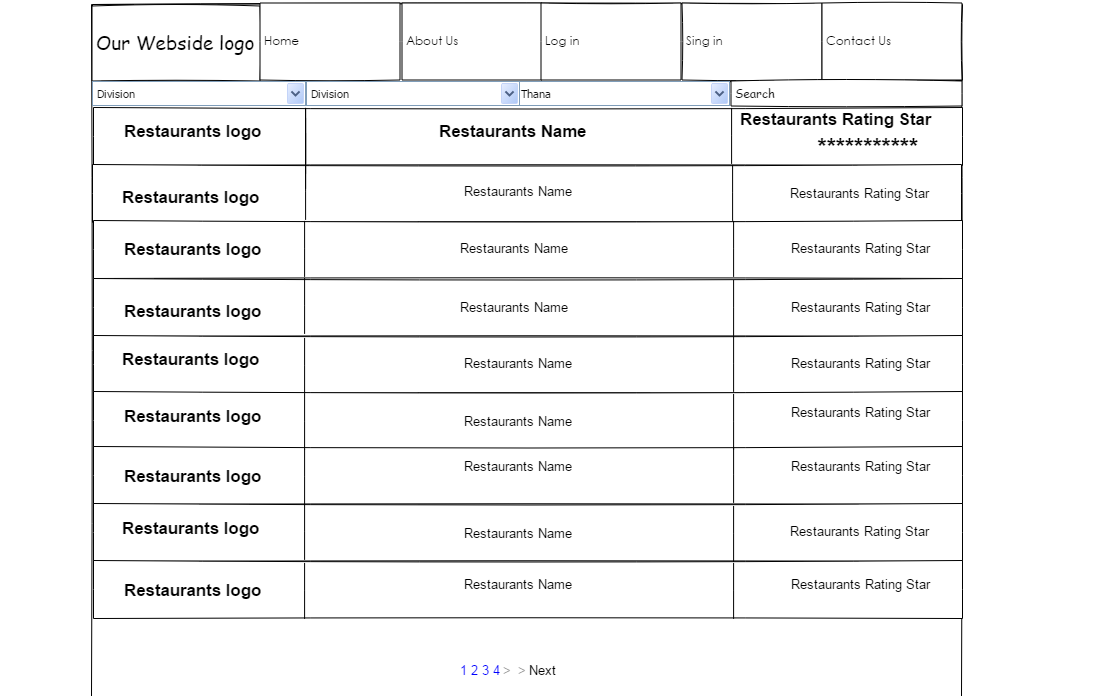 Our Webside logo Home About Us Log in Sing in Contact Us
Division Division Thana Search
Restaurants logo Restaurants Name Restaurants Rating Star
***********
Restaurants logo Restaurants Name Restaurants Rating Star
Restaurants logo Restaurants Name Restaurants Rating Star
Restaurants logo Restaurants Name Restaurants Rating Star
Restaurants logo Restaurants Name Restaurants Rating Star
Restaurants logo Restaurants Name Restaurants Rating Star
Restaurants logo Restaurants Name Restaurants Rating Star
Restaurants logo Restaurants Name Restaurants Rating Star
Restaurants logo Restaurants Name Restaurants Rating Star
1 2 3 4 > > Next